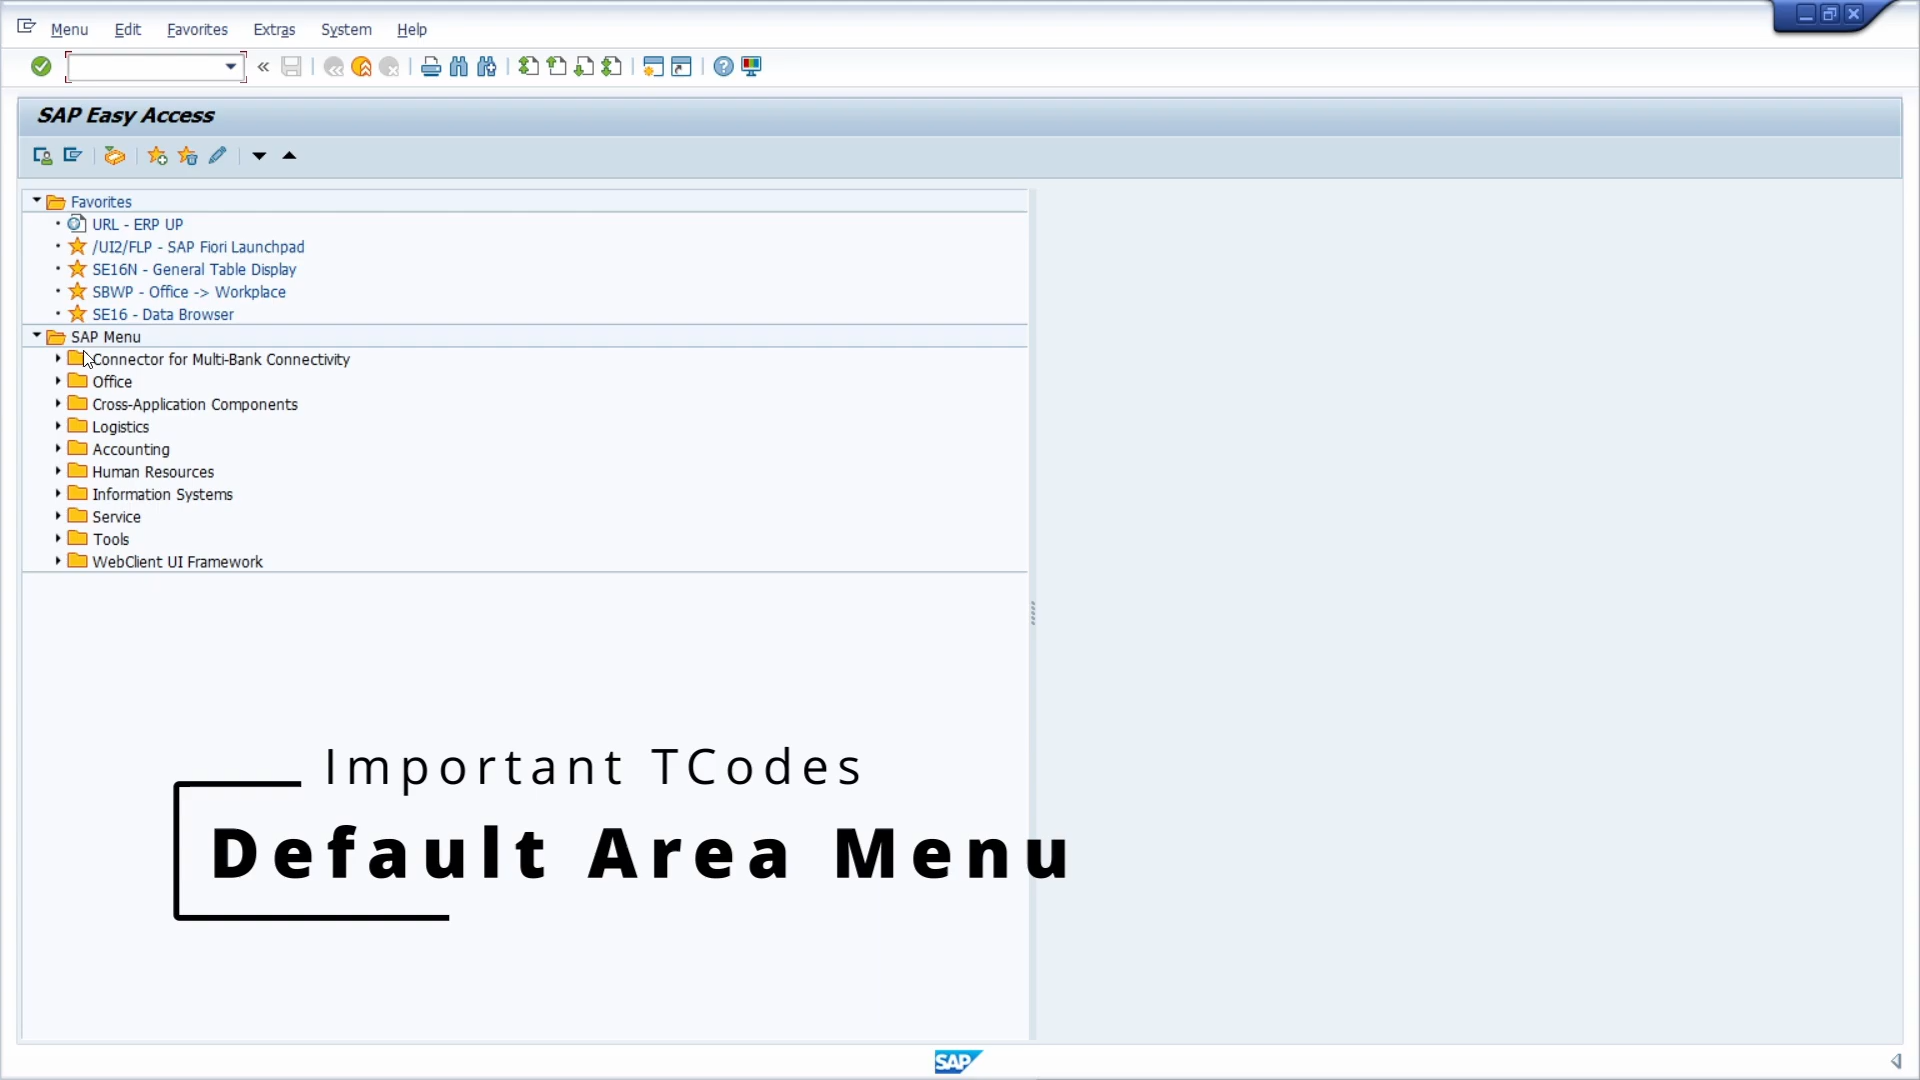 Menu Edit Favorites Extras System Help
SAP Easy Access
Favorites
URL - ERP UP
/UI2/FLP - SAP Fiori Launchpad
SE16N - General Table Display
SBWP - Office -> Workplace
SE16 - Data Browser
SAP Menu
Connector for Multi-Bank Connectivity
Office
Cross-Application Components
Logistics
Accounting
Human Resources
Information Systems
Service
Tools
WebClient UI Framework
Important TCodes
Default Area Menu
SAP